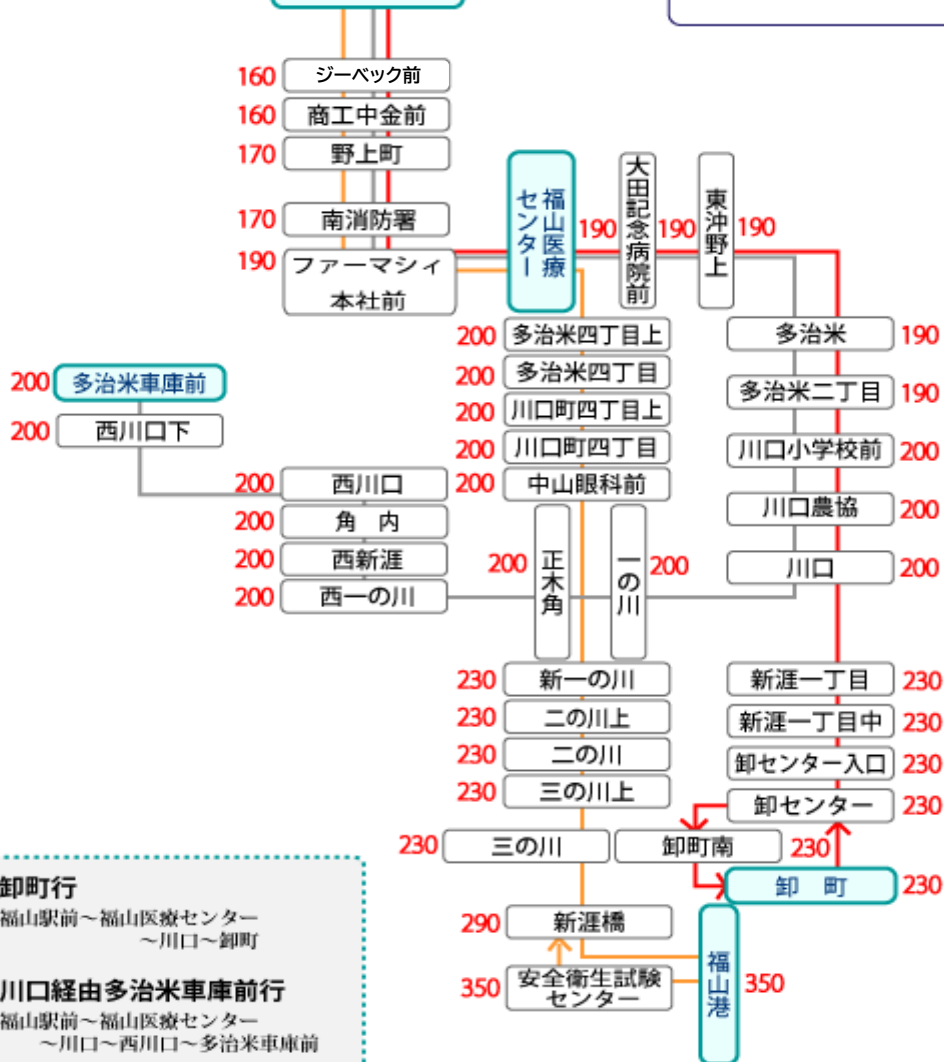 160 ジーベック前
160 商工中金前
170 野上町
170 南消防署
190 ファーマシィ
本社前
福山医療
センター
190
大田記念病院前
190
東沖野上
190
200 多治米四丁目上
200 多治米四丁目
200 川口町四丁目上
200 川口町四丁目
200 中山眼科前
多治米 190
多治米二丁目 190
川口小学校前 200
川口農協 200
川口 200
200 多治米車庫前
200 西川口下
200 西川口
200 角 内
200 西新涯
200 西一の川
200 正木角
一の川 200
230 新一の川
230 二の川上
230 二の川
230 三の川上
230 三の川
新涯一丁目 230
新涯一丁目中 230
卸センター入口 230
卸センター 230
卸町南 230
卸 町 230
290 新涯橋
350 安全衛生試験
センター
福山港 350
卸町行
福山駅前～福山医療センター
～川口～卸町
川口経由多治米車庫前行
福山駅前～福山医療センター
～川口～西川口～多治米車庫前